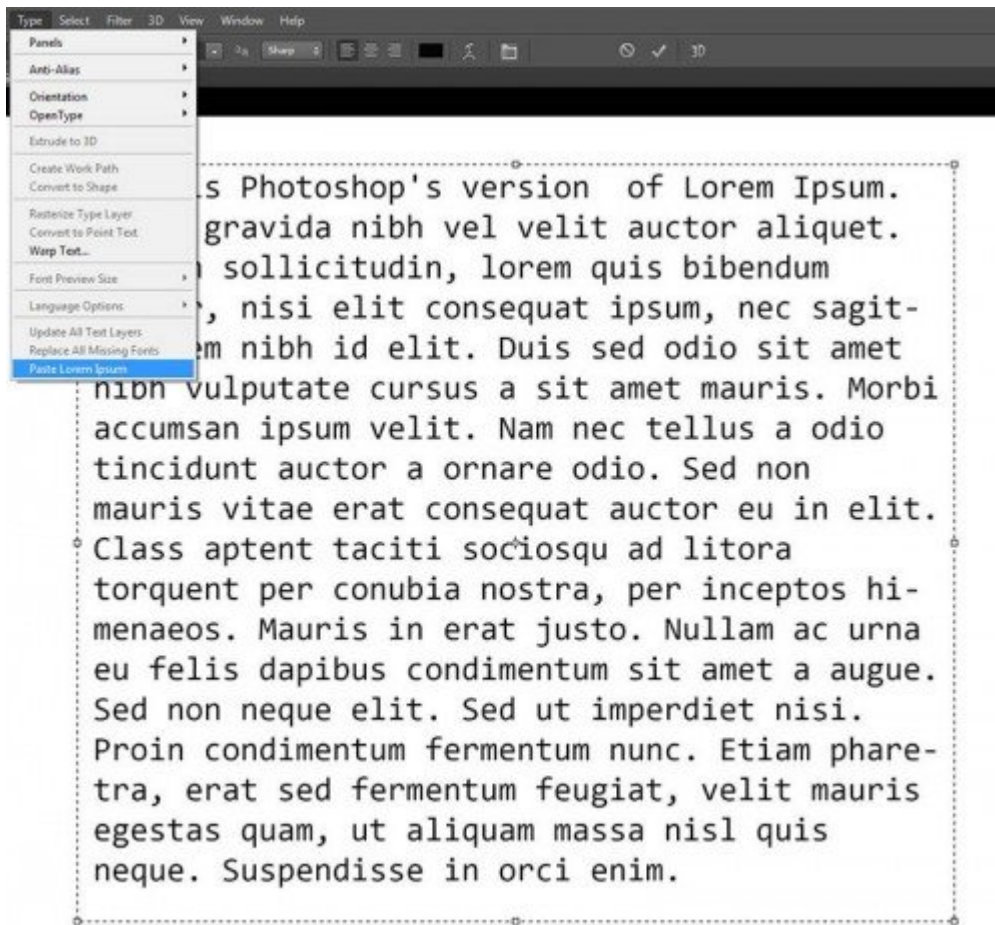 Type Select Filter 3D View Window Help
Panels
Sharp
3D
Anti-Alias
Orientation
OpenType
Extrude to 3D
Create Work Path
Convert to Shape
Rasterize Type Layer
Convert to Point Text
Warp Text...
Font Preview Size
Language Options
Update All Text Layers
Replace All Missing Fonts
Paste Lorem Ipsum
s Photoshop's version of Lorem Ipsum.
gravida nibh vel velit auctor aliquet.
sollicitudin, lorem quis bibendum
, nisi elit consequat ipsum, nec sagit-
em nibh id elit. Duis sed odio sit amet
nibh vulputate cursus a sit amet mauris. Morbi
accumsan ipsum velit. Nam nec tellus a odio
tincidunt auctor a ornare odio. Sed non
mauris vitae erat consequat auctor eu in elit.
Class aptent taciti sociosqu ad litora
torquent per conubia nostra, per inceptos hi-
menaeos. Mauris in erat justo. Nullam ac urna
eu felis dapibus condimentum sit amet a augue.
Sed non neque elit. Sed ut imperdiet nisi.
Proin condimentum fermentum nunc. Etiam phare-
tra, erat sed fermentum feugiat, velit mauris
egestas quam, ut aliquam massa nisl quis
neque. Suspendisse in orci enim.